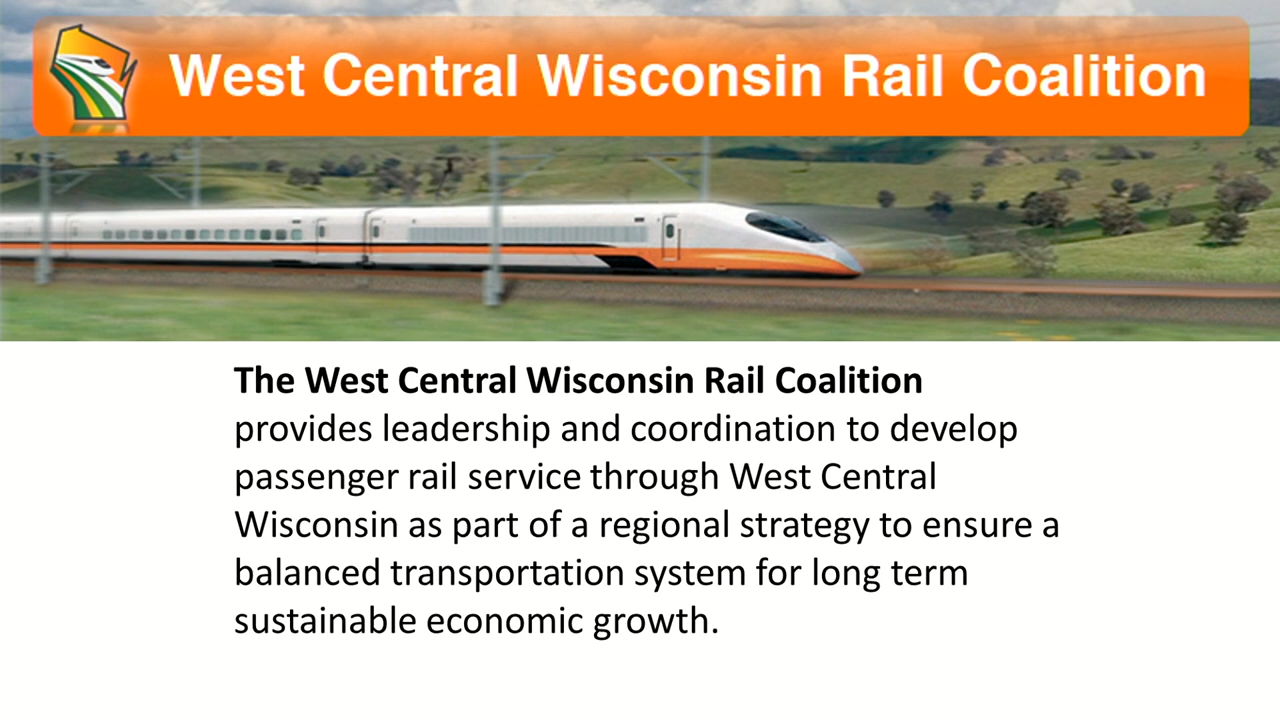 West Central Wisconsin Rail Coalition
The West Central Wisconsin Rail Coalition
provides leadership and coordination to develop
passenger rail service through West Central
Wisconsin as part of a regional strategy to ensure a
balanced transportation system for long term
sustainable economic growth.